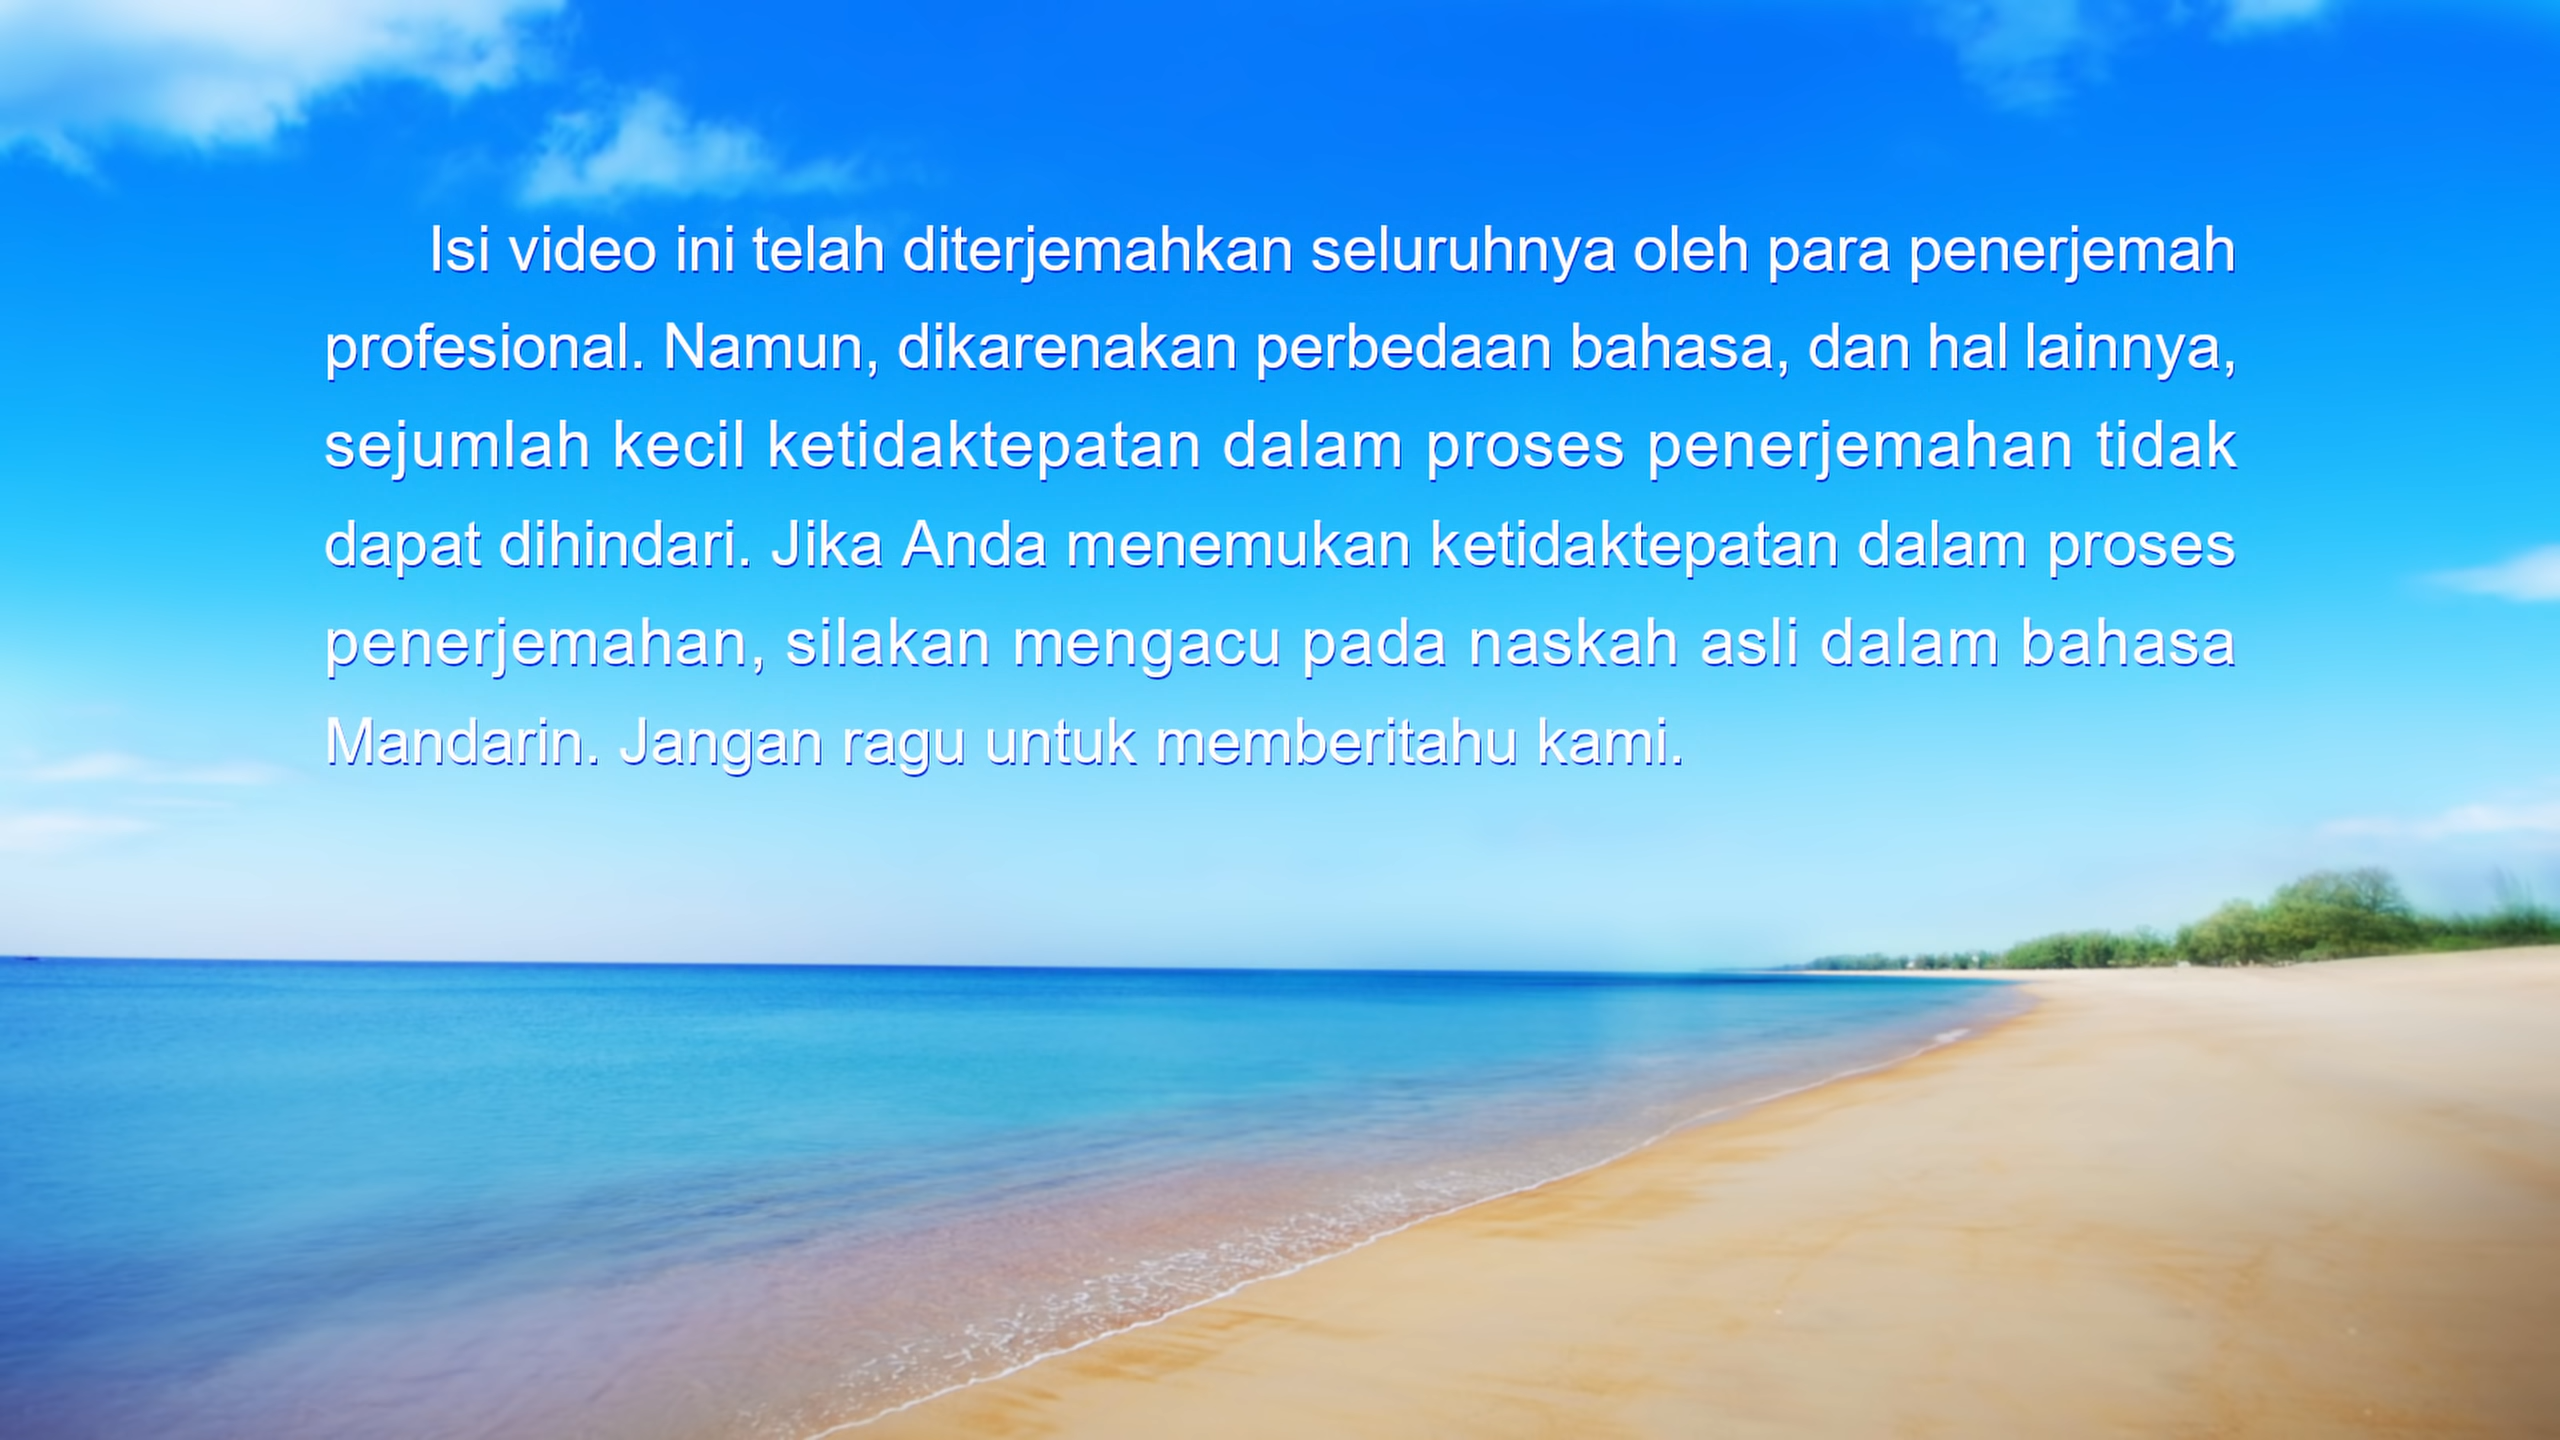 Isi video ini telah diterjemahkan seluruhnya oleh para penerjemah
profesional. Namun, dikarenakan perbedaan bahasa, dan hal lainnya,
sejumlah kecil ketidaktepatan dalam proses penerjemahan tidak
dapat dihindari. Jika Anda menemukan ketidaktepatan dalam proses
penerjemahan, silakan mengacu pada naskah asli dalam bahasa
Mandarin. Jangan ragu untuk memberitahu kami.